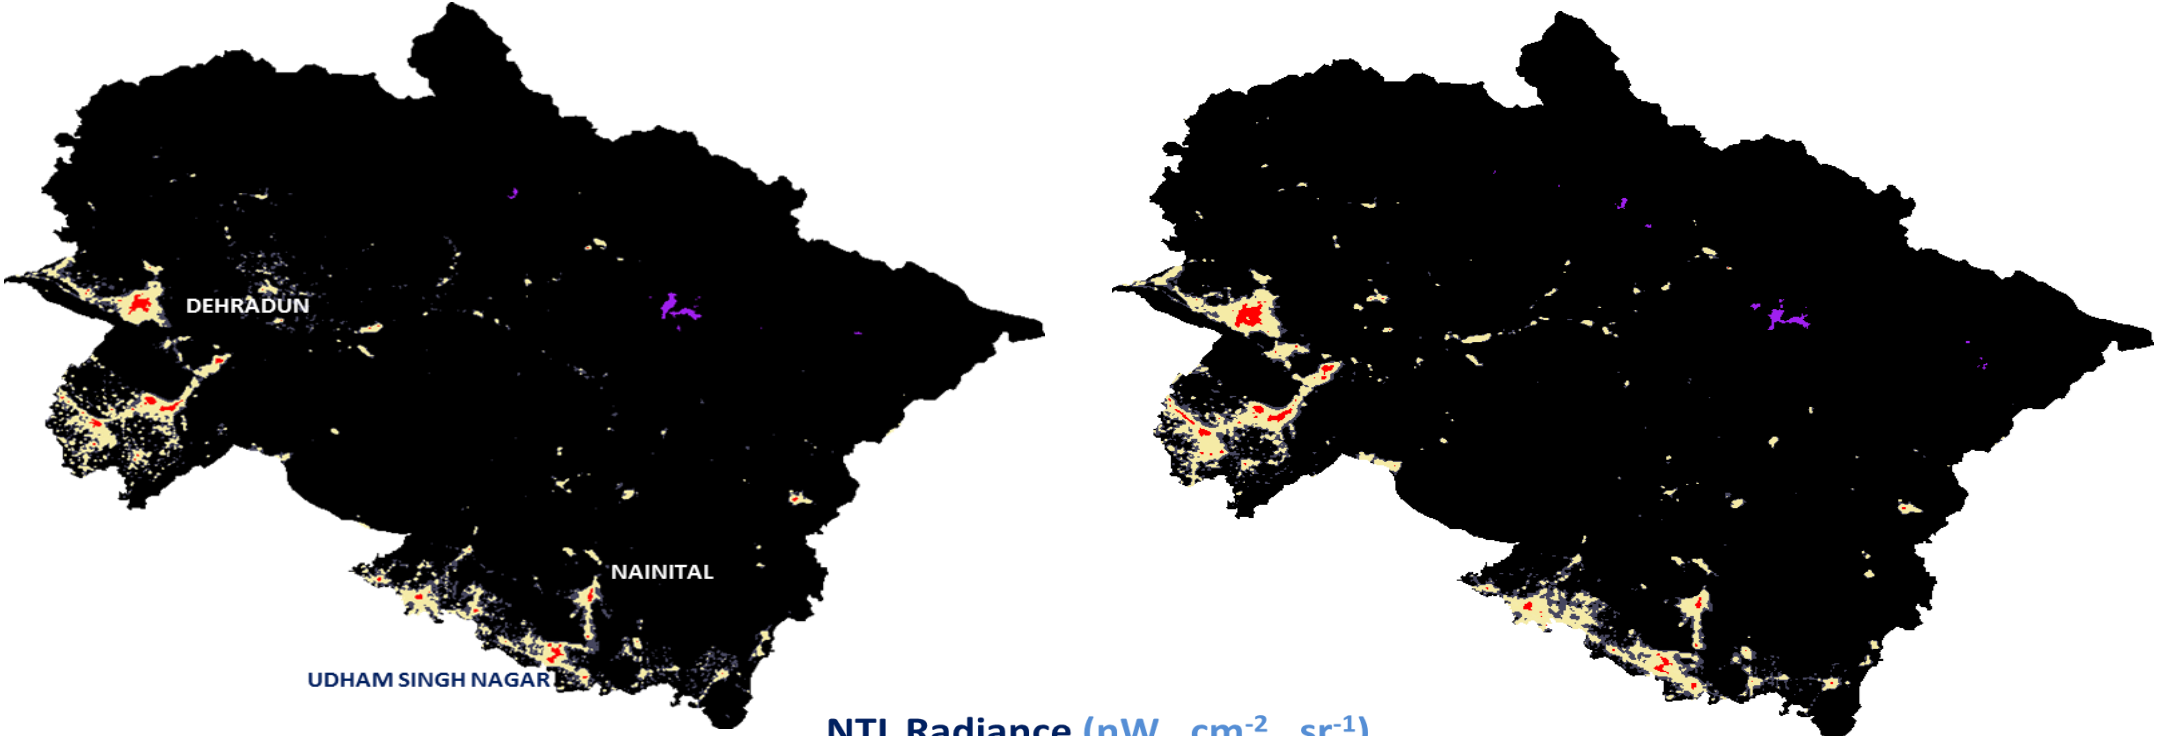 DEHRADUN
NAINITAL
UDHAM SINGH NAGAR
NTL Radiance (nW cm-2 sr-1)